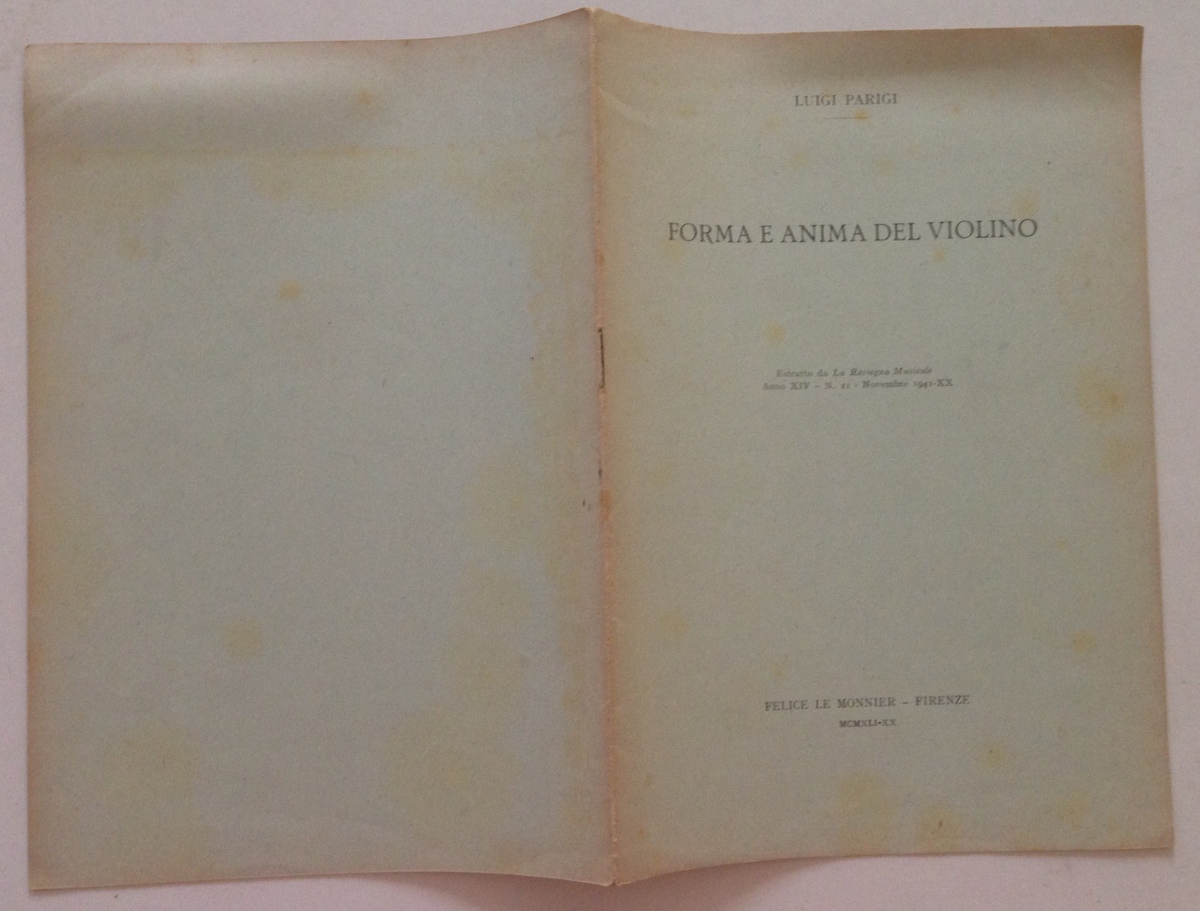 LUIGI PARIGI
FORMA E ANIMA DEL VIOLINO
Estratto da La Rassegna Musicale
Anno XIV - N. 11 - Novembre 1941-XX
FELICE LE MONNIER - FIRENZE
MCMXLI-XX